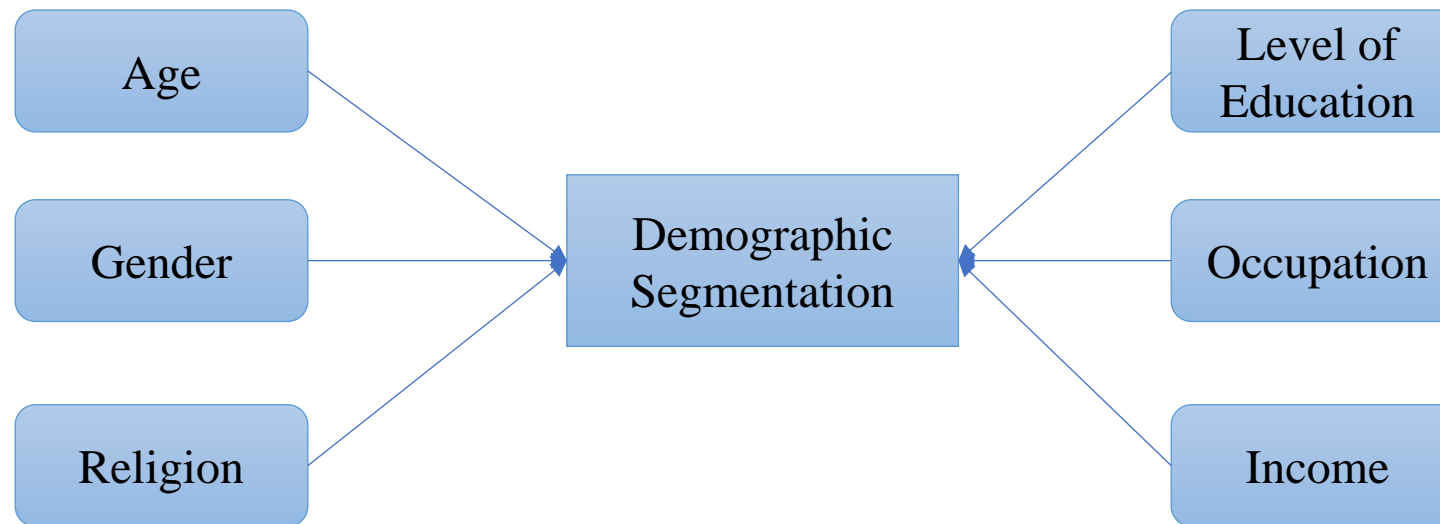 Age
Gender
Religion
Demographic
Segmentation
Level of
Education
Occupation
Income